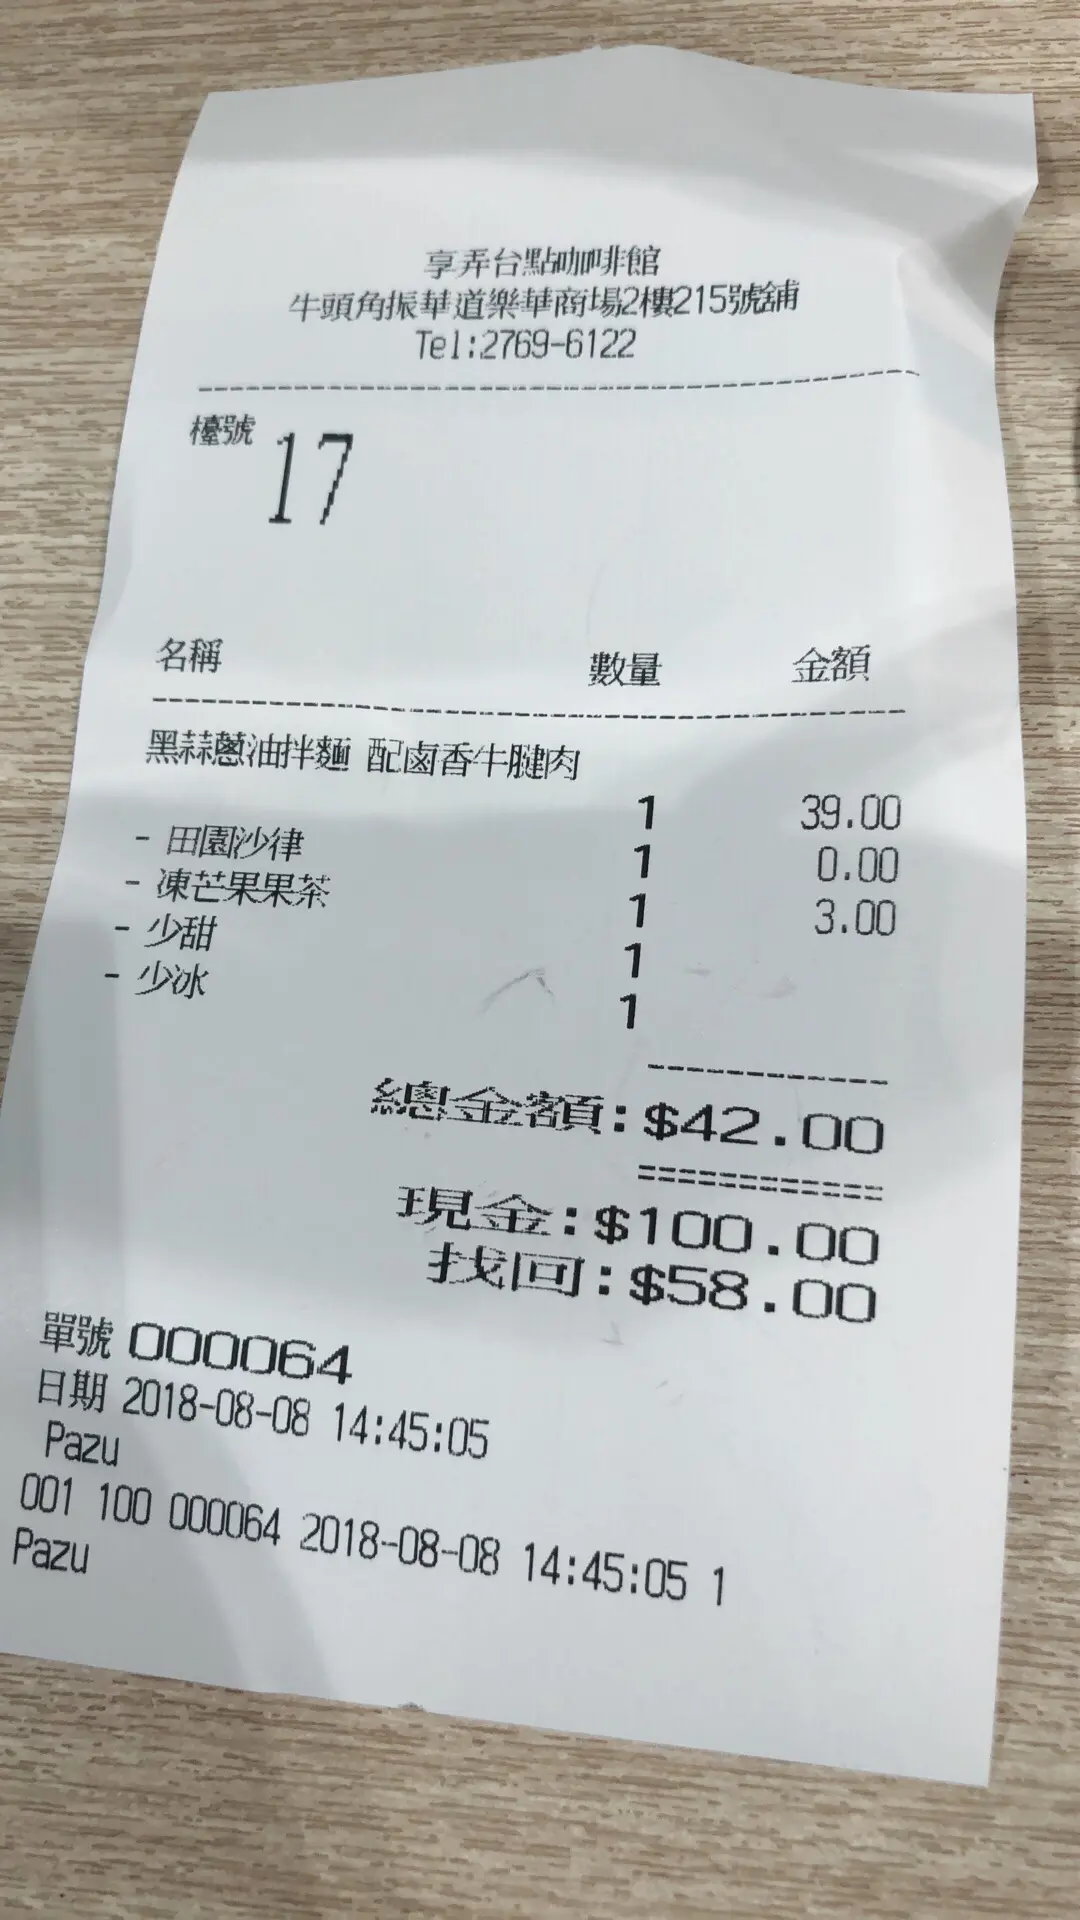 享弄台點咖啡館
牛頭角振華道樂華商場2樓215號舖
Tel:2769-6122
檯號 17
名稱 數量 金額
黑蒜蔥油拌麵 配鹵香牛腱肉
1 39.00
- 田園沙律 1 0.00
- 凍芒果果茶 1 3.00
- 少甜 1
- 少冰 1
總金額:$42.00
現金:$100.00
找回:$58.00
單號 000064
日期 2018-08-08 14:45:05
Pazu
001 100 000064 2018-08-08 14:45:05 1
Pazu